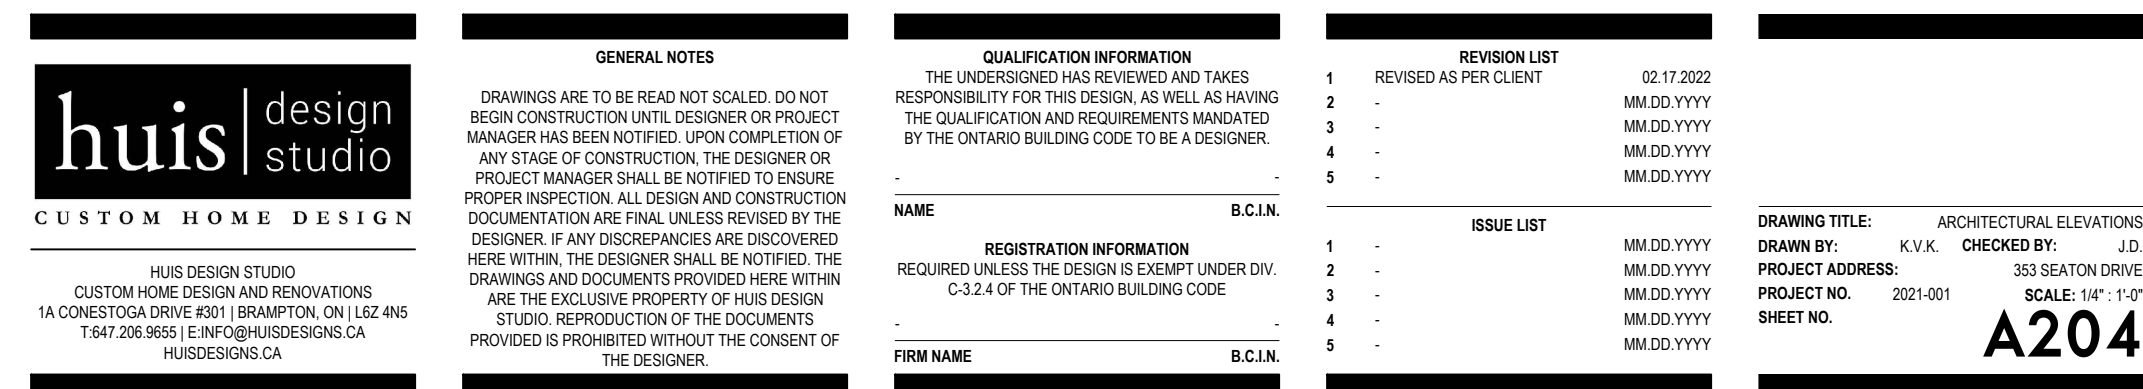 huis design studio
CUSTOM HOME DESIGN
HUIS DESIGN STUDIO
CUSTOM HOME DESIGN AND RENOVATIONS
1A CONESTOGA DRIVE #301 | BRAMPTON, ON | L6Z 4N5
T:647.206.9655 | E:INFO@HUISDESIGNS.CA
HUISDESIGNS.CA
GENERAL NOTES
DRAWINGS ARE TO BE READ NOT SCALED. DO NOT
BEGIN CONSTRUCTION UNTIL DESIGNER OR PROJECT
MANAGER HAS BEEN NOTIFIED. UPON COMPLETION OF
ANY STAGE OF CONSTRUCTION, THE DESIGNER OR
PROJECT MANAGER SHALL BE NOTIFIED TO ENSURE
PROPER INSPECTION. ALL DESIGN AND CONSTRUCTION
DOCUMENTATION ARE FINAL UNLESS REVISED BY THE
DESIGNER. IF ANY DISCREPANCIES ARE DISCOVERED
HERE WITHIN, THE DESIGNER SHALL BE NOTIFIED. THE
DRAWINGS AND DOCUMENTS PROVIDED HERE WITHIN
ARE THE EXCLUSIVE PROPERTY OF HUIS DESIGN
STUDIO. REPRODUCTION OF THE DOCUMENTS
PROVIDED IS PROHIBITED WITHOUT THE CONSENT OF
THE DESIGNER.
QUALIFICATION INFORMATION
THE UNDERSIGNED HAS REVIEWED AND TAKES
RESPONSIBILITY FOR THIS DESIGN, AS WELL AS HAVING
THE QUALIFICATION AND REQUIREMENTS MANDATED
BY THE ONTARIO BUILDING CODE TO BE A DESIGNER.
- -
NAME B.C.I.N.
REGISTRATION INFORMATION
REQUIRED UNLESS THE DESIGN IS EXEMPT UNDER DIV.
C-3.2.4 OF THE ONTARIO BUILDING CODE
- -
FIRM NAME B.C.I.N.
REVISION LIST
1 REVISED AS PER CLIENT 02.17.2022
2 - MM.DD.YYYY
3 - MM.DD.YYYY
4 - MM.DD.YYYY
5 - MM.DD.YYYY
ISSUE LIST
1 - MM.DD.YYYY
2 - MM.DD.YYYY
3 - MM.DD.YYYY
4 - MM.DD.YYYY
5 - MM.DD.YYYY
DRAWING TITLE: ARCHITECTURAL ELEVATIONS
DRAWN BY: K.V.K. CHECKED BY: J.D.
PROJECT ADDRESS: 353 SEATON DRIVE
PROJECT NO. 2021-001 SCALE: 1/4" : 1'-0"
SHEET NO. A204